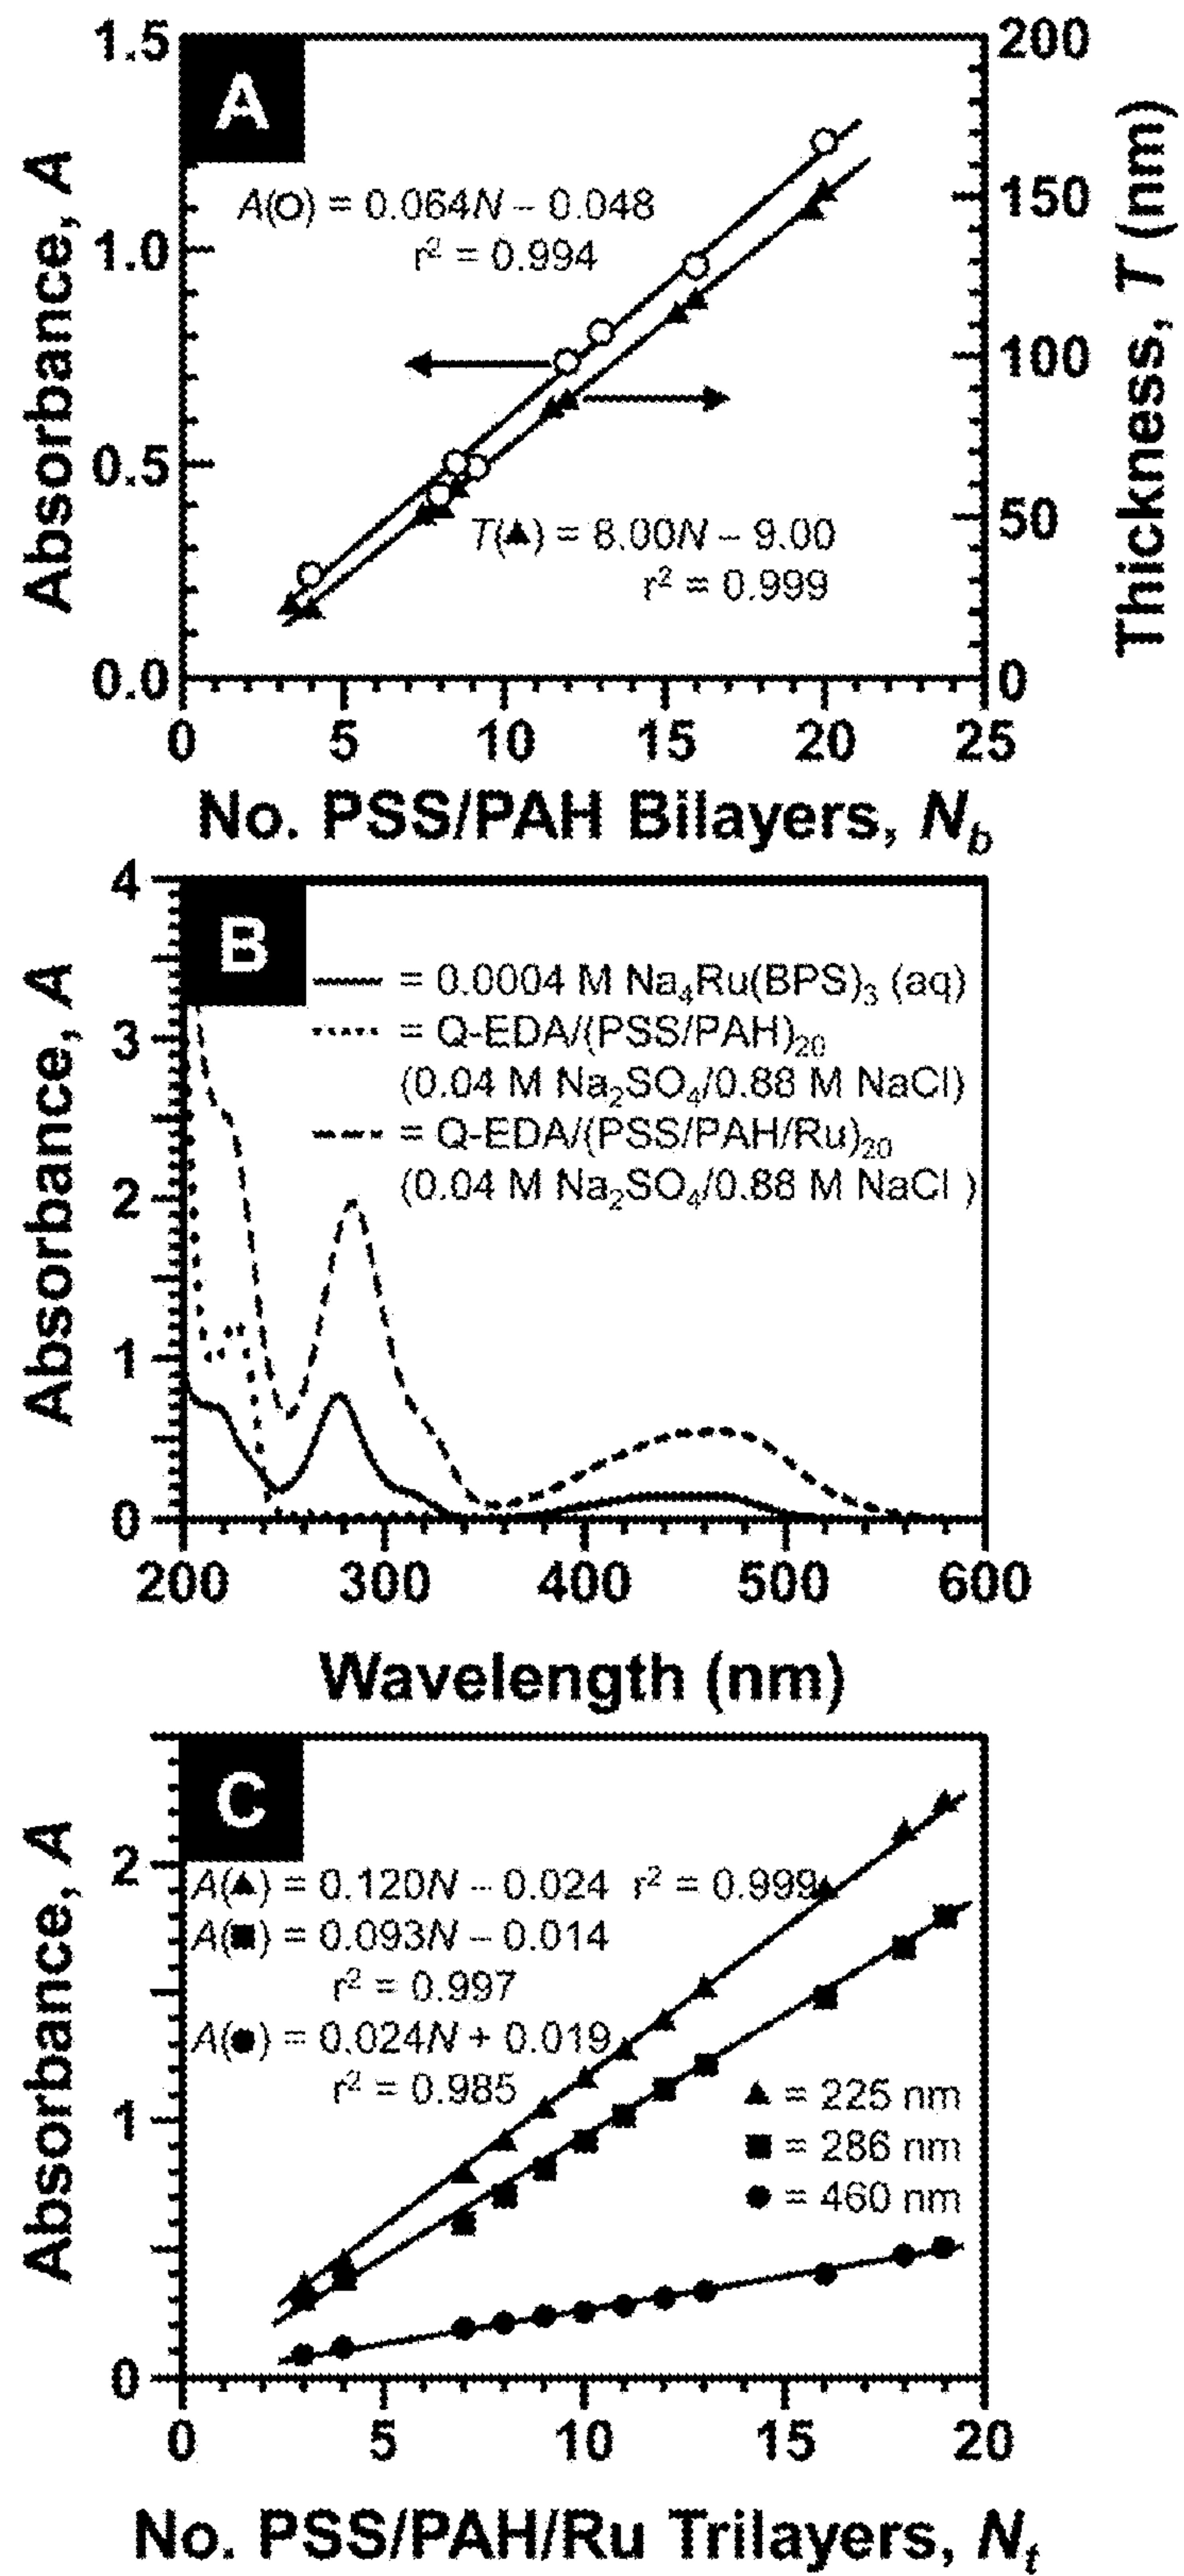 A
1.5
1.0
0.5
0.0
Absorbance, A
200
150
100
50
0
Thickness, T (nm)
A(○) = 0.064N – 0.048
r² = 0.994
T(▲) = 8.00N – 9.00
r² = 0.999
0 5 10 15 20 25
No. PSS/PAH Bilayers, N_b
B
4
3
2
1
0
Absorbance, A
= 0.0004 M Na₄Ru(BPS)₃ (aq)
= Q-EDA/(PSS/PAH)₂₀
(0.04 M Na₂SO₄/0.88 M NaCl)
= Q-EDA/(PSS/PAH/Ru)₂₀
(0.04 M Na₂SO₄/0.88 M NaCl )
200 300 400 500 600
Wavelength (nm)
C
2
1
0
Absorbance, A
A(▲) = 0.120N – 0.024 r² = 0.999
A(■) = 0.093N – 0.014
r² = 0.997
A(●) = 0.024N + 0.019
r² = 0.985
▲ = 225 nm
■ = 286 nm
● = 460 nm
0 5 10 15 20
No. PSS/PAH/Ru Trilayers, N_t